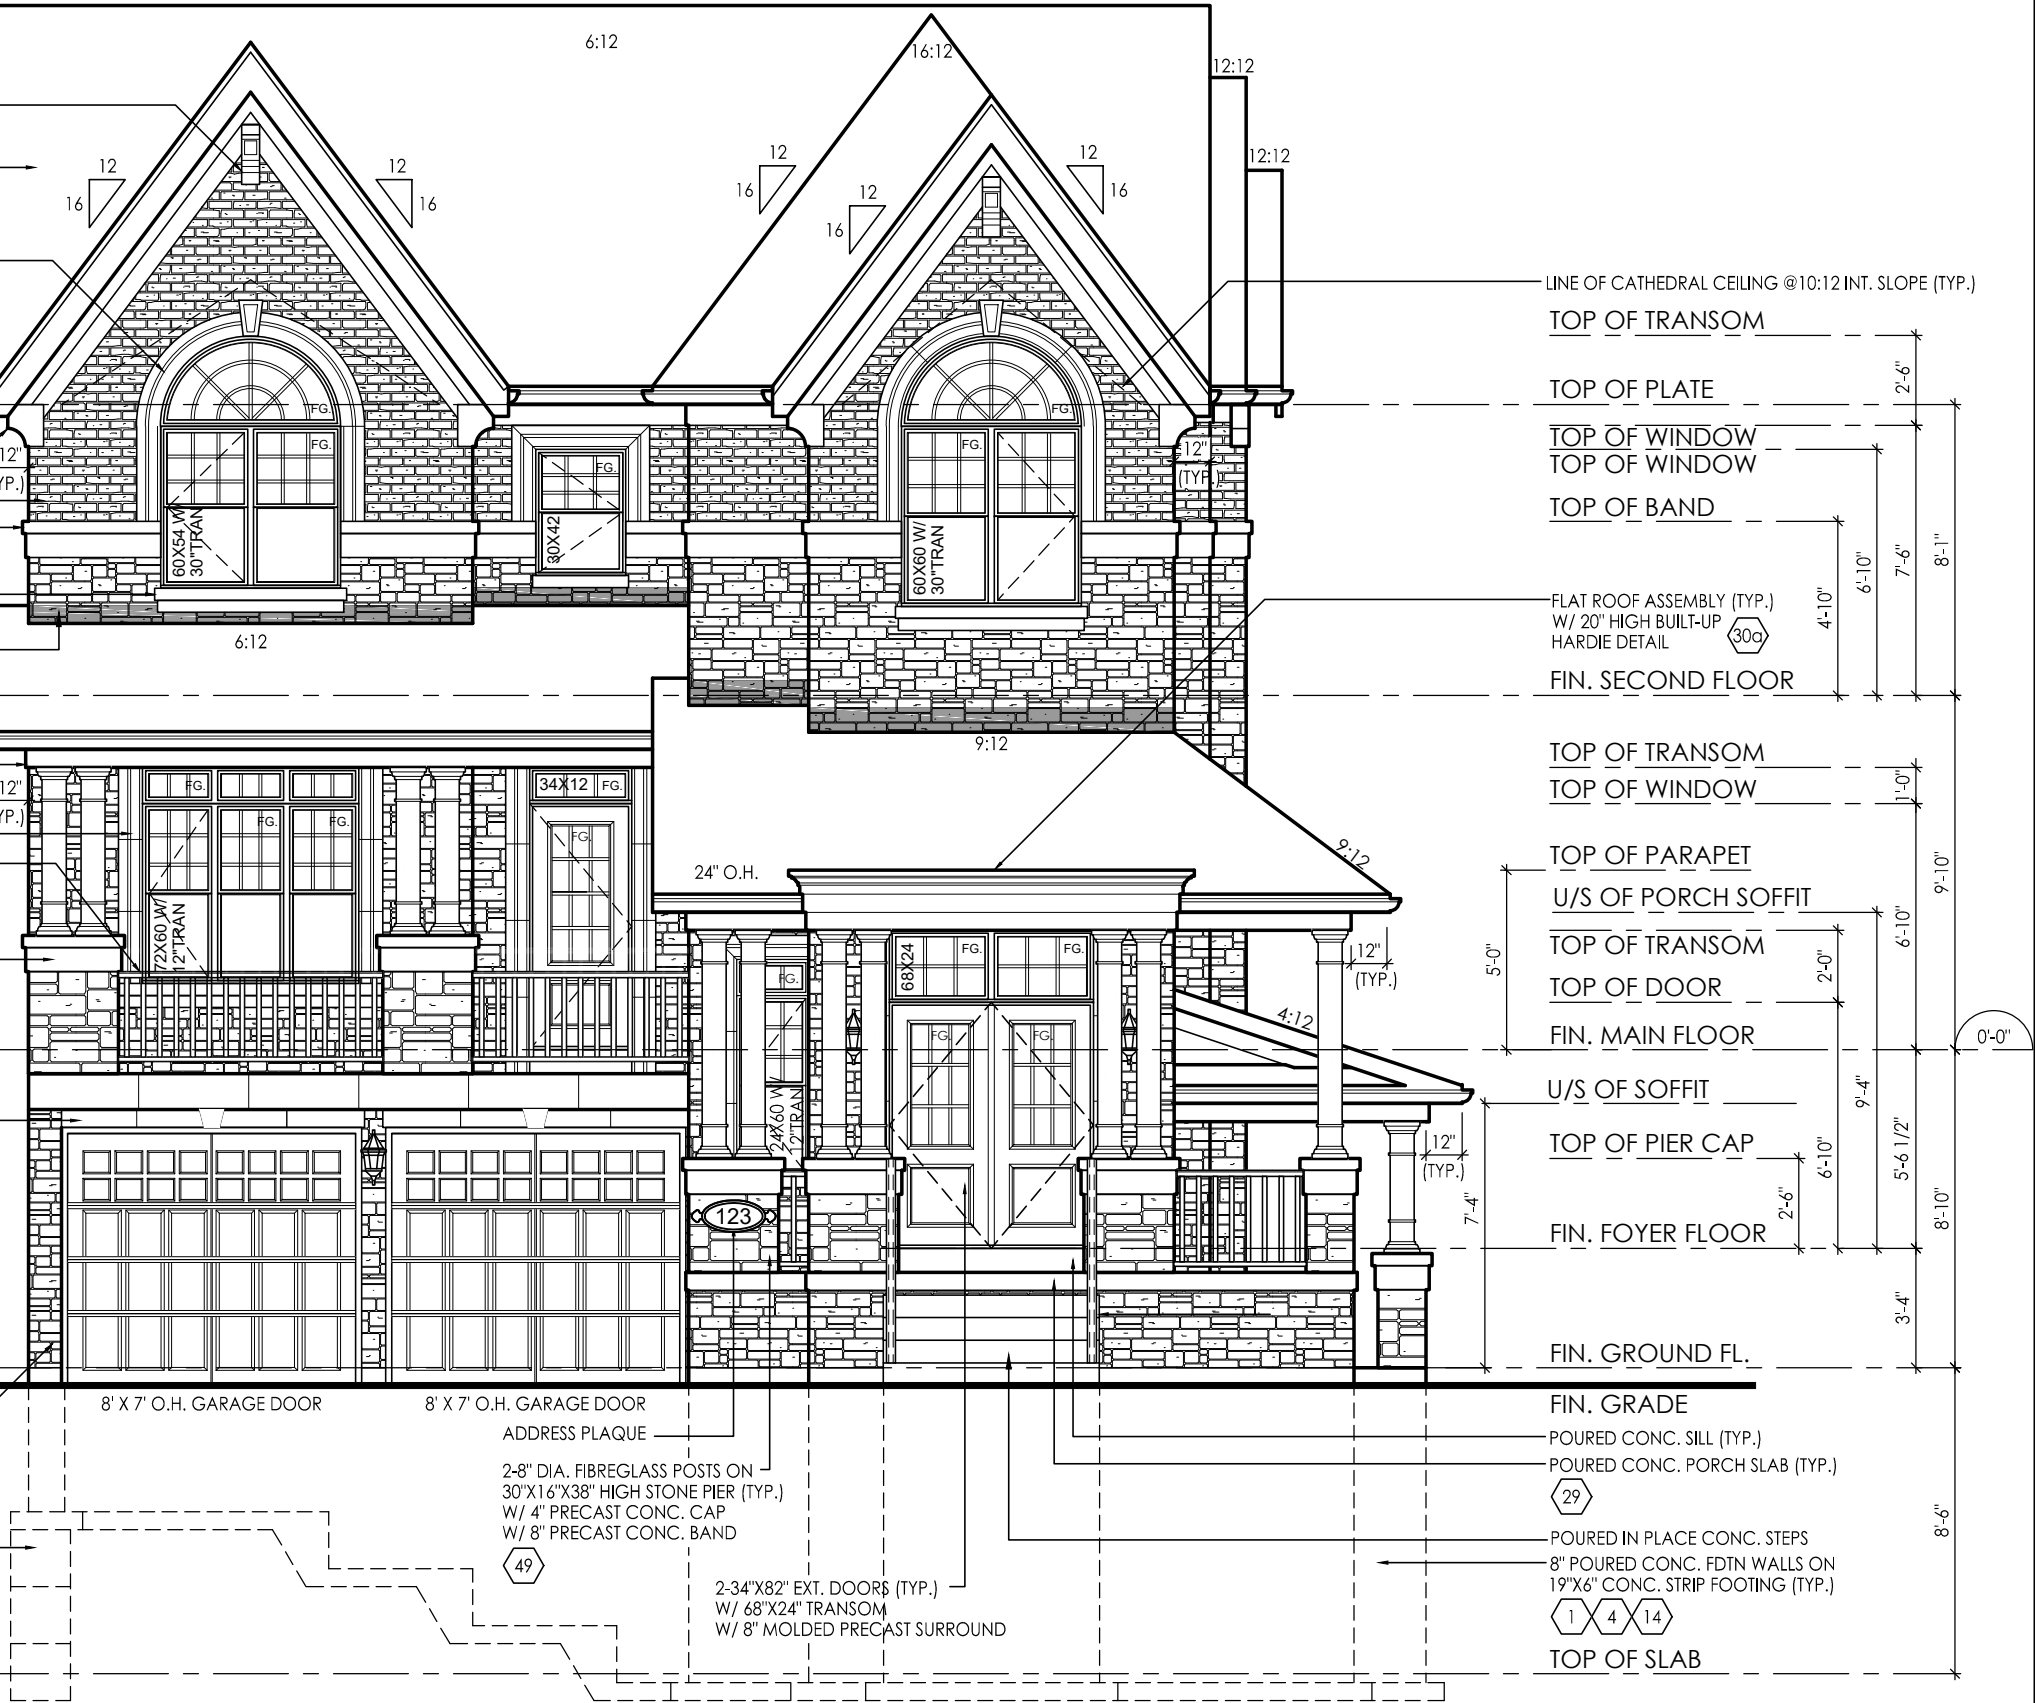 6:12
16:12
12:12
12:12
12
16
12
16
12
16
12
16
12
16
LINE OF CATHEDRAL CEILING @10:12 INT. SLOPE (TYP.)
TOP OF TRANSOM
2'-6"
TOP OF PLATE
FG.
FG.
FG.
FG.
FG.
TOP OF WINDOW
TOP OF WINDOW
12"
(TYP.)
12"
TOP OF BAND
60X54 W/
30"TRAN
30X42
60X60 W/
30"TRAN
4'-10"
6'-10"
7'-6"
8'-1"
FLAT ROOF ASSEMBLY (TYP.)
W/ 20" HIGH BUILT-UP
HARDIE DETAIL
30a
6:12
FIN. SECOND FLOOR
9:12
TOP OF TRANSOM
1'-0"
TOP OF WINDOW
12"
FG.
34X12 FG.
FG.
FG.
FG.
72X60 W/
12"TRAN
24" O.H.
9:12
TOP OF PARAPET
9'-10"
U/S OF PORCH SOFFIT
6'-10"
5'-0"
TOP OF TRANSOM
2'-0"
TOP OF DOOR
68X24
FG.
FG.
FG.
12"
(TYP.)
4:12
FG.
FG.
FIN. MAIN FLOOR
0'-0"
U/S OF SOFFIT
9'-4"
24X60 W/
12"TRAN
TOP OF PIER CAP
12"
(TYP.)
7'-4"
2'-6"
6'-10"
5'-6 1/2"
8'-10"
123
FIN. FOYER FLOOR
3'-4"
FIN. GROUND FL.
8' X 7' O.H. GARAGE DOOR
8' X 7' O.H. GARAGE DOOR
FIN. GRADE
ADDRESS PLAQUE
POURED CONC. SILL (TYP.)
POURED CONC. PORCH SLAB (TYP.)
29
2-8" DIA. FIBREGLASS POSTS ON
30"X16"X38" HIGH STONE PIER (TYP.)
W/ 4" PRECAST CONC. CAP
W/ 8" PRECAST CONC. BAND
49
8'-6"
POURED IN PLACE CONC. STEPS
8" POURED CONC. FDTN WALLS ON
19"X6" CONC. STRIP FOOTING (TYP.)
1 4 14
2-34"X82" EXT. DOORS (TYP.)
W/ 68"X24" TRANSOM
W/ 8" MOLDED PRECAST SURROUND
TOP OF SLAB